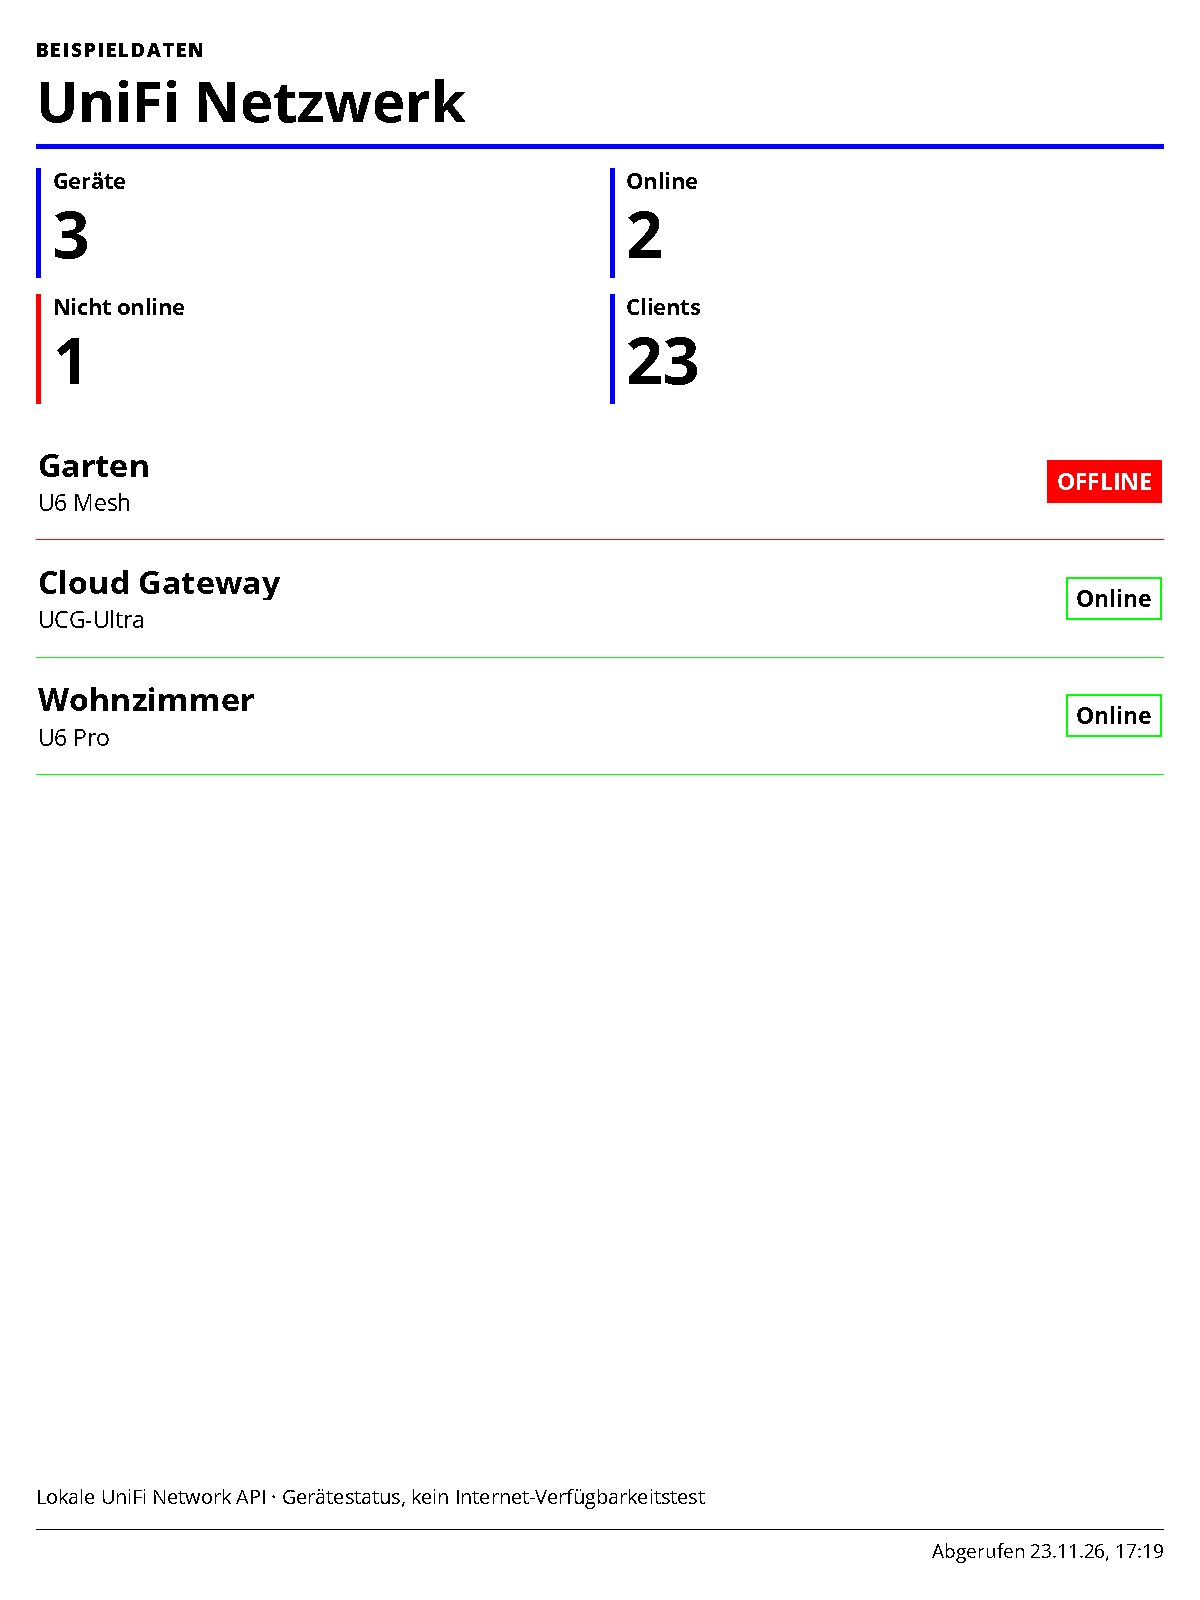 BEISPIELDATEN
UniFi Netzwerk
Geräte
3
Online
2
Nicht online
1
Clients
23
Garten
U6 Mesh
OFFLINE
Cloud Gateway
UCG-Ultra
Online
Wohnzimmer
U6 Pro
Online
Lokale UniFi Network API · Gerätestatus, kein Internet-Verfügbarkeitstest
Abgerufen 23.11.26, 17:19